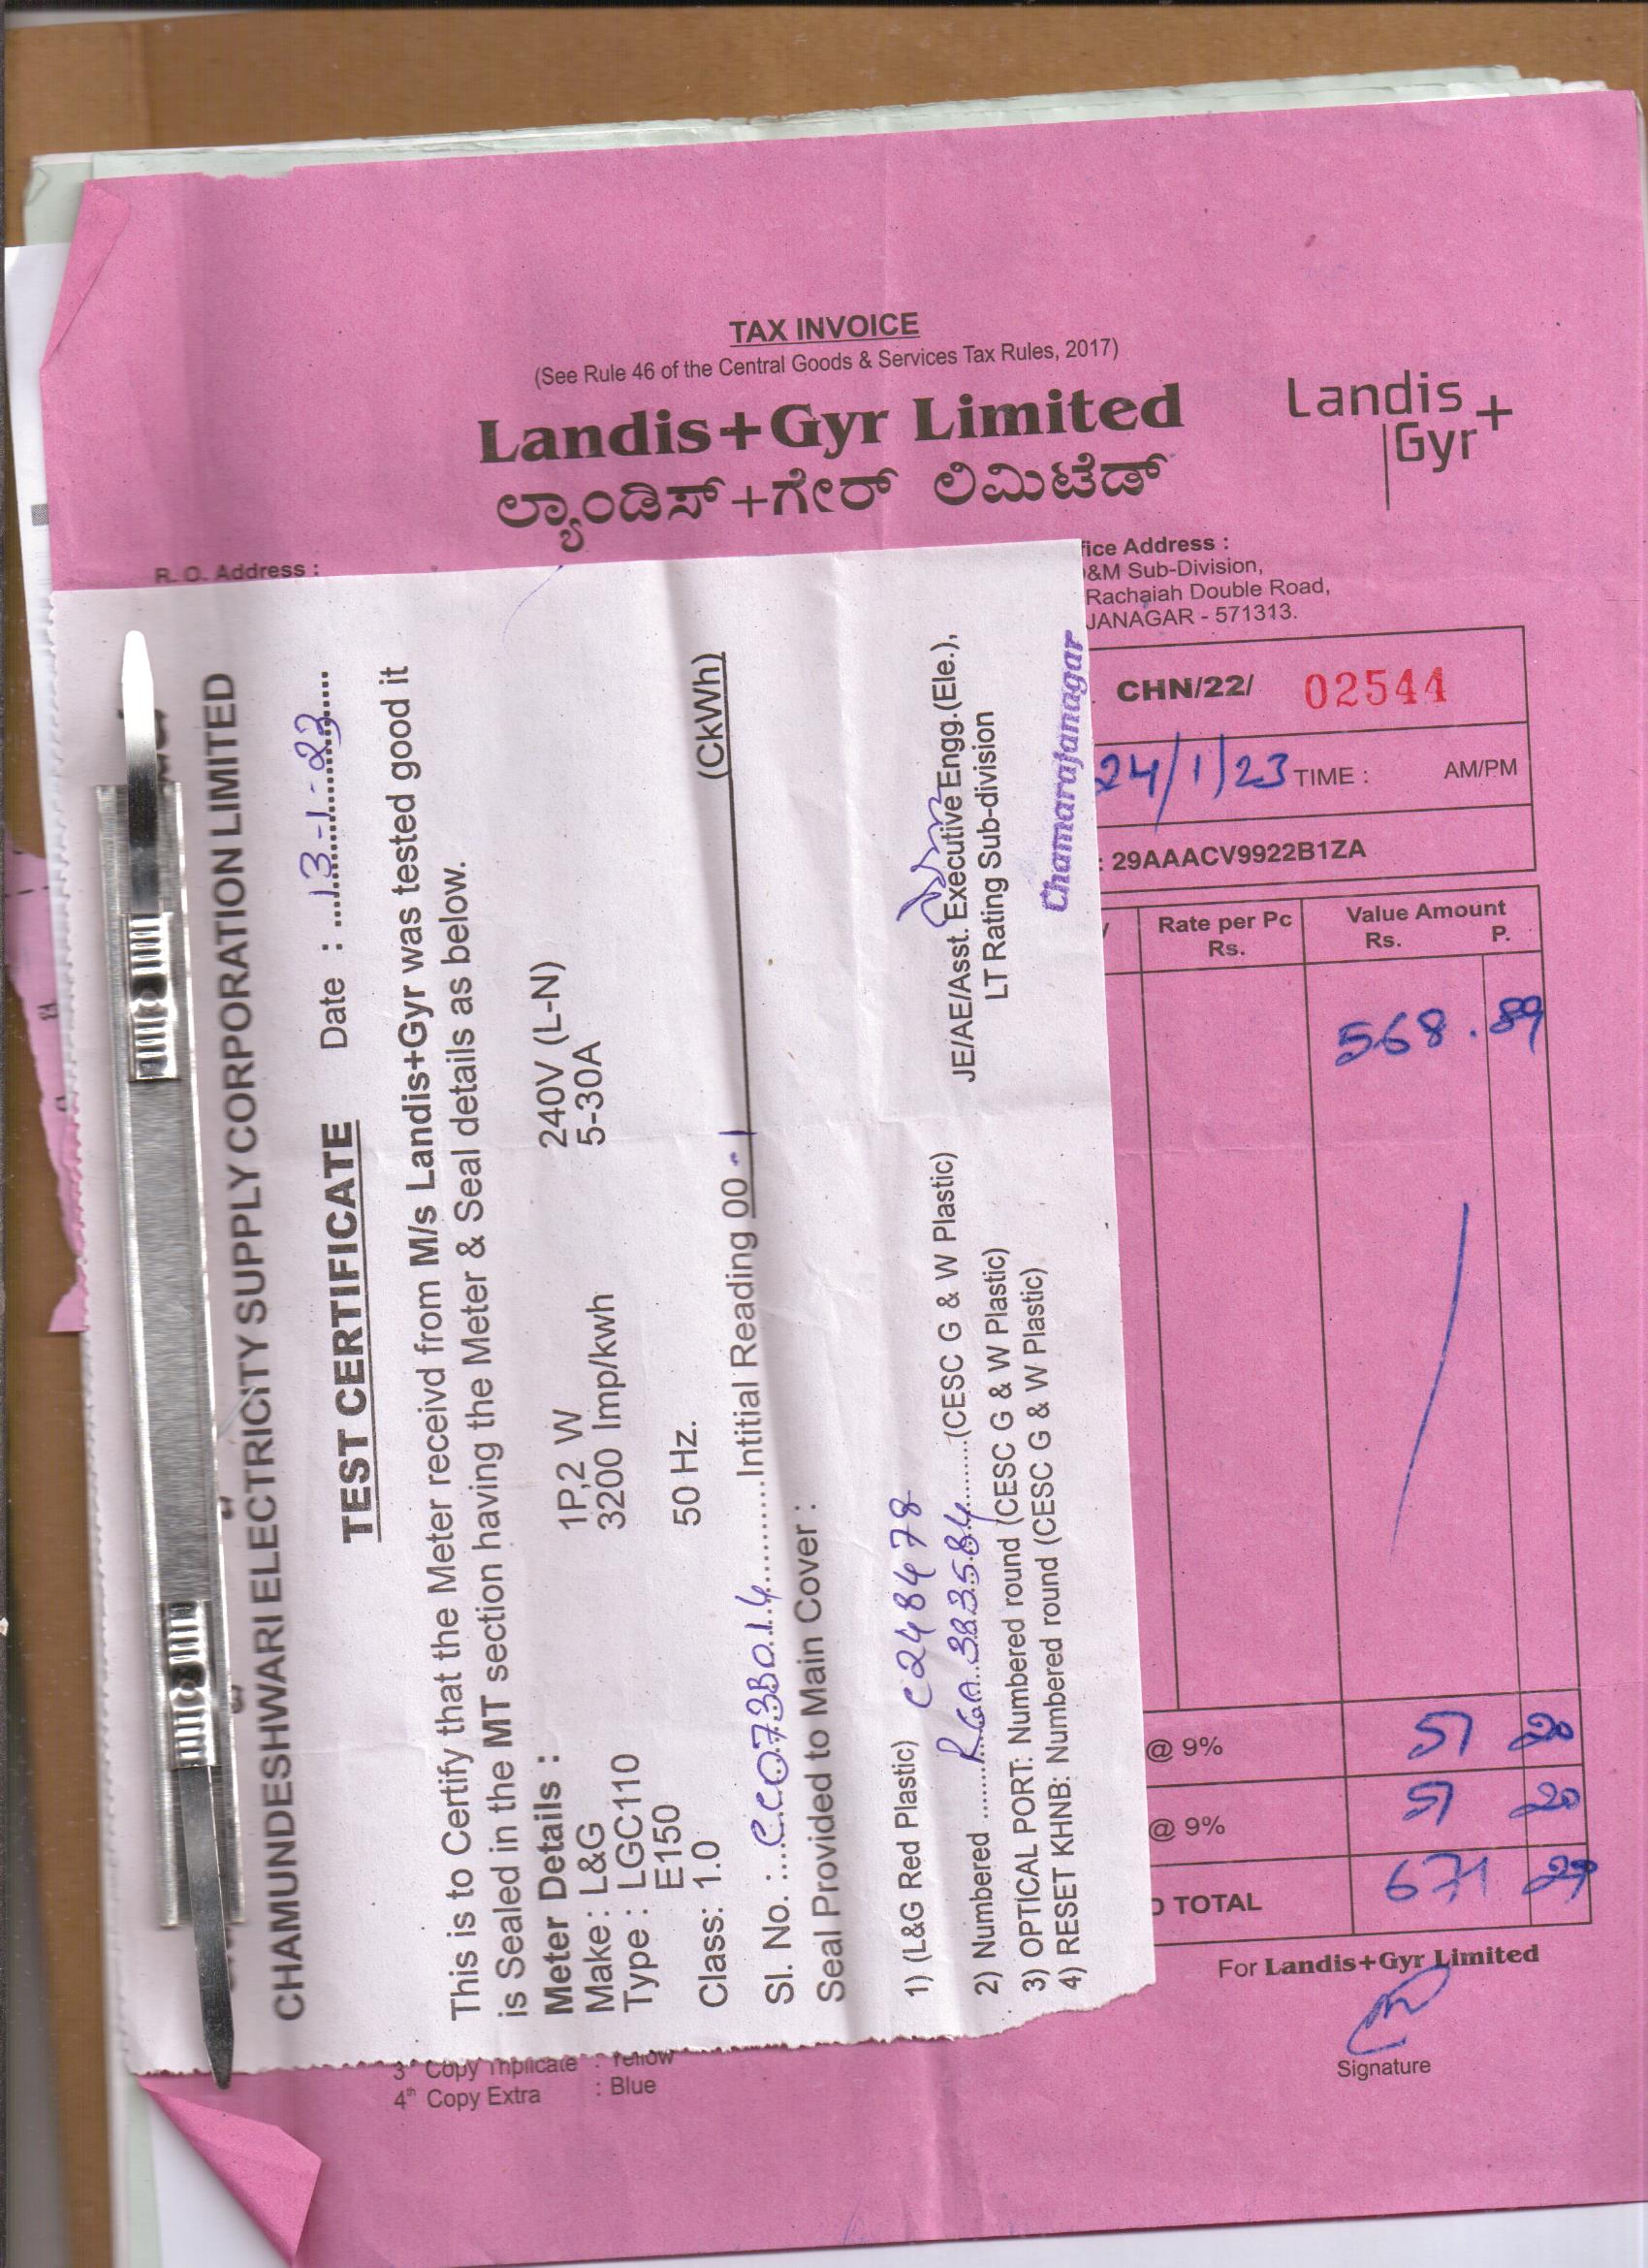 TAX INVOICE
(See Rule 46 of the Central Goods & Services Tax Rules, 2017)
Landis+Gyr Limited
ಲ್ಯಾಂಡಿಸ್+ಗೇರ್ ಲಿಮಿಟೆಡ್
Landis
Gyr+
R. O. Address :
fice Address :
&M Sub-Division,
Rachaiah Double Road,
JANAGAR - 571313.
CHN/22/ 02544
24/1/23 TIME : AM/PM
: 29AAACV9922B1ZA
Rate per Pc Rs.
Value Amount Rs. P.
568.89
@ 9% 51 20
@ 9% 51 20
TOTAL 671 29
For Landis+Gyr Limited
Signature
3 Copy Triplicate : Yellow
4th Copy Extra : Blue
CHAMUNDESHWARI ELECTRICITY SUPPLY CORPORATION LIMITED
TEST CERTIFICATE Date : 13-1-23
This is to Certify that the Meter receivd from M/s Landis+Gyr was tested good it
is Sealed in the MT section having the Meter & Seal details as below.
Meter Details :
Make : L&G 1P,2 W 240V (L-N)
Type : LGC110 3200 Imp/kwh 5-30A
E150
Class: 1.0 50 Hz.
Sl. No. : CC073B014 Intitial Reading 00.1 (CkWh)
Seal Provided to Main Cover :
1) (L&G Red Plastic) C248478
2) Numbered (CESC G & W Plastic)
3) OPTICAL PORT: Numbered round (CESC G & W Plastic)
4) RESET KHNB: Numbered round (CESC G & W Plastic)
JE/AE/Asst. Executive Engg.(Ele.),
LT Rating Sub-division
Chamarajanagar